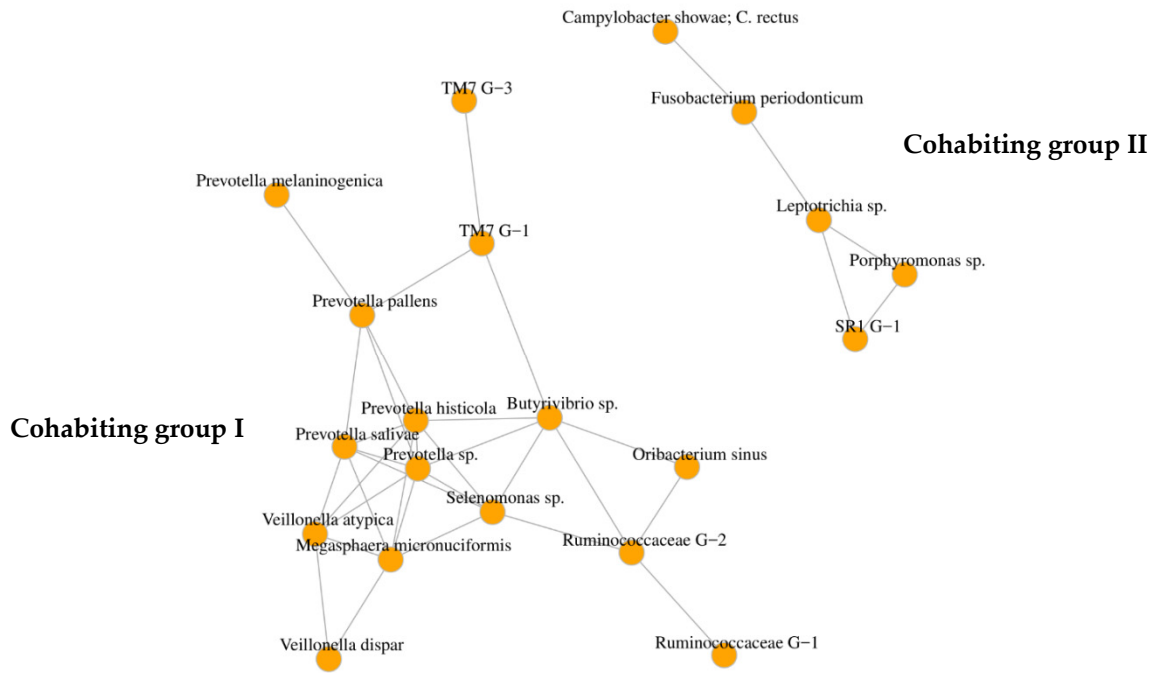 Campylobacter showae; C. rectus
TM7 G−3
Fusobacterium periodonticum
Cohabiting group II
Prevotella melaninogenica
Leptotrichia sp.
TM7 G−1
Porphyromonas sp.
Prevotella pallens
SR1 G−1
Prevotella histicola
Butyrivibrio sp.
Cohabiting group I
Prevotella salivae
Prevotella sp.
Oribacterium sinus
Selenomonas sp.
Veillonella atypica
Megasphaera micronuciformis
Ruminococcaceae G−2
Veillonella dispar
Ruminococcaceae G−1